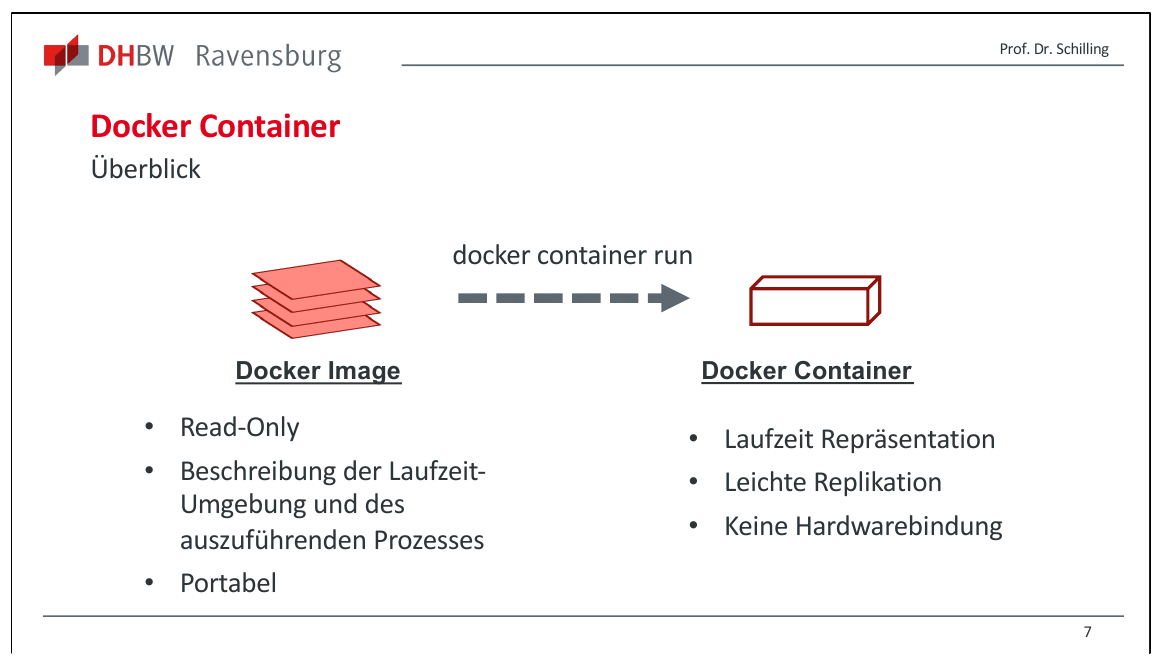 DHBW Ravensburg
Prof. Dr. Schilling
Docker Container
Überblick
docker container run
Docker Image
• Read-Only
• Beschreibung der Laufzeit-
Umgebung und des
auszuführenden Prozesses
• Portabel
Docker Container
• Laufzeit Repräsentation
• Leichte Replikation
• Keine Hardwarebindung
7